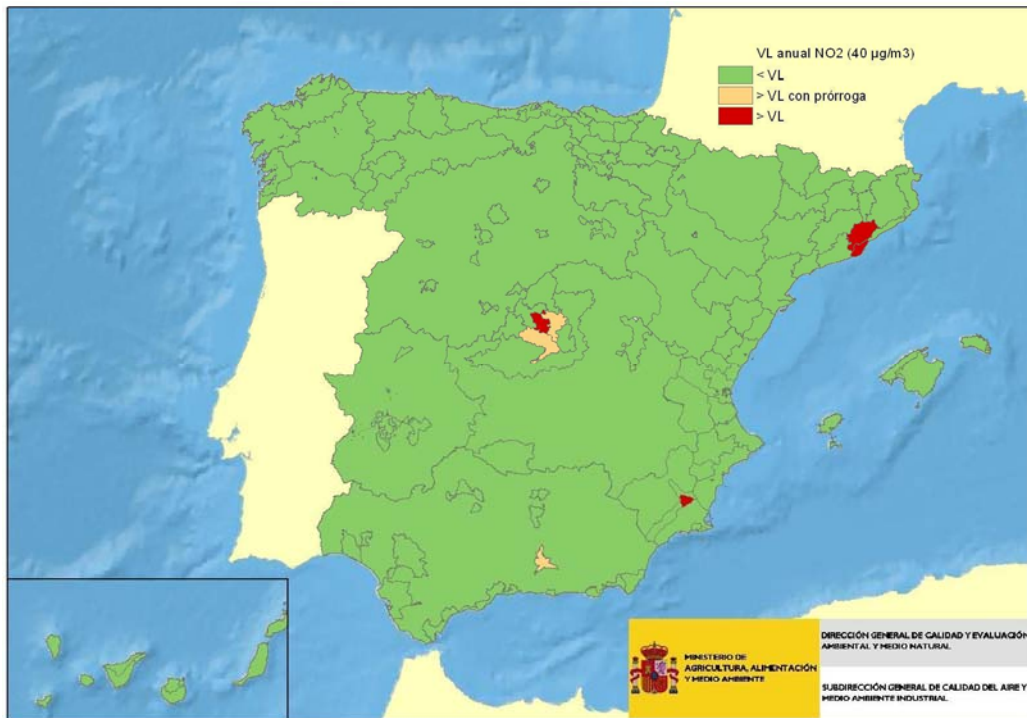 VL anual NO2 (40 µg/m3)
< VL
> VL con prórroga
> VL
MINISTERIO DE
AGRICULTURA, ALIMENTACIÓN
Y MEDIO AMBIENTE
DIRECCIÓN GENERAL DE CALIDAD Y EVALUACIÓN
AMBIENTAL Y MEDIO NATURAL
SUBDIRECCIÓN GENERAL DE CALIDAD DEL AIRE Y
MEDIO AMBIENTE INDUSTRIAL